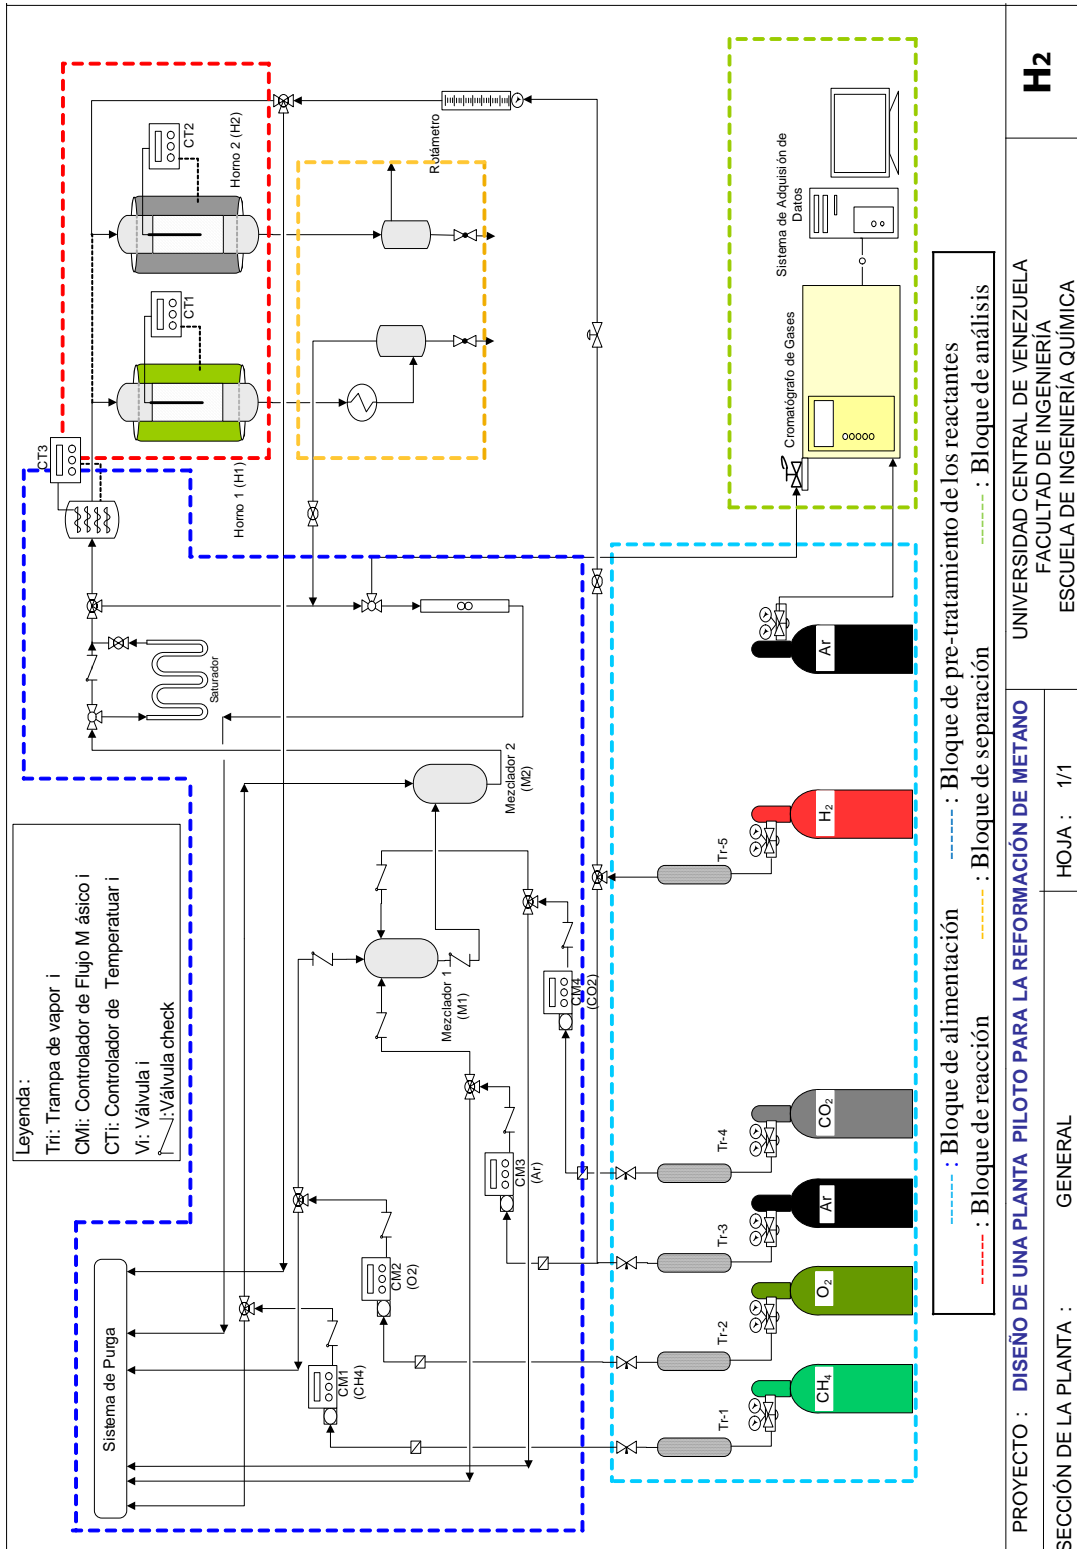 Leyenda:
Tri: Trampa de vapor i
CMi: Controlador de Flujo M ásico i
CTi: Controlador de Temperatuar i
Vi: Válvula i
:Válvula check
Sistema de Purga
CT3
CT1
CT2
Horno 1 (H1)
Horno 2 (H2)
Rotámetro
Saturador
Mezclador 2
(M2)
Mezclador 1
(M1)
CM1
(CH4)
CM2
(O2)
CM3
(Ar)
CM4
(CO2)
Tr-1
Tr-2
Tr-3
Tr-4
Tr-5
CH4
O2
Ar
CO2
H2
Ar
Cromatógrafo de Gases
Sistema de Adquisión de
Datos
------ : Bloque de alimentación
------ : Bloque de pre-tratamiento de los reactantes
------ : Bloque de reacción
------ : Bloque de separación
------ : Bloque de análisis
PROYECTO : DISEÑO DE UNA PLANTA PILOTO PARA LA REFORMACIÓN DE METANO
SECCIÓN DE LA PLANTA : GENERAL
HOJA : 1/1
UNIVERSIDAD CENTRAL DE VENEZUELA
FACULTAD DE INGENIERÍA
ESCUELA DE INGENIERÍA QUÍMICA
H2